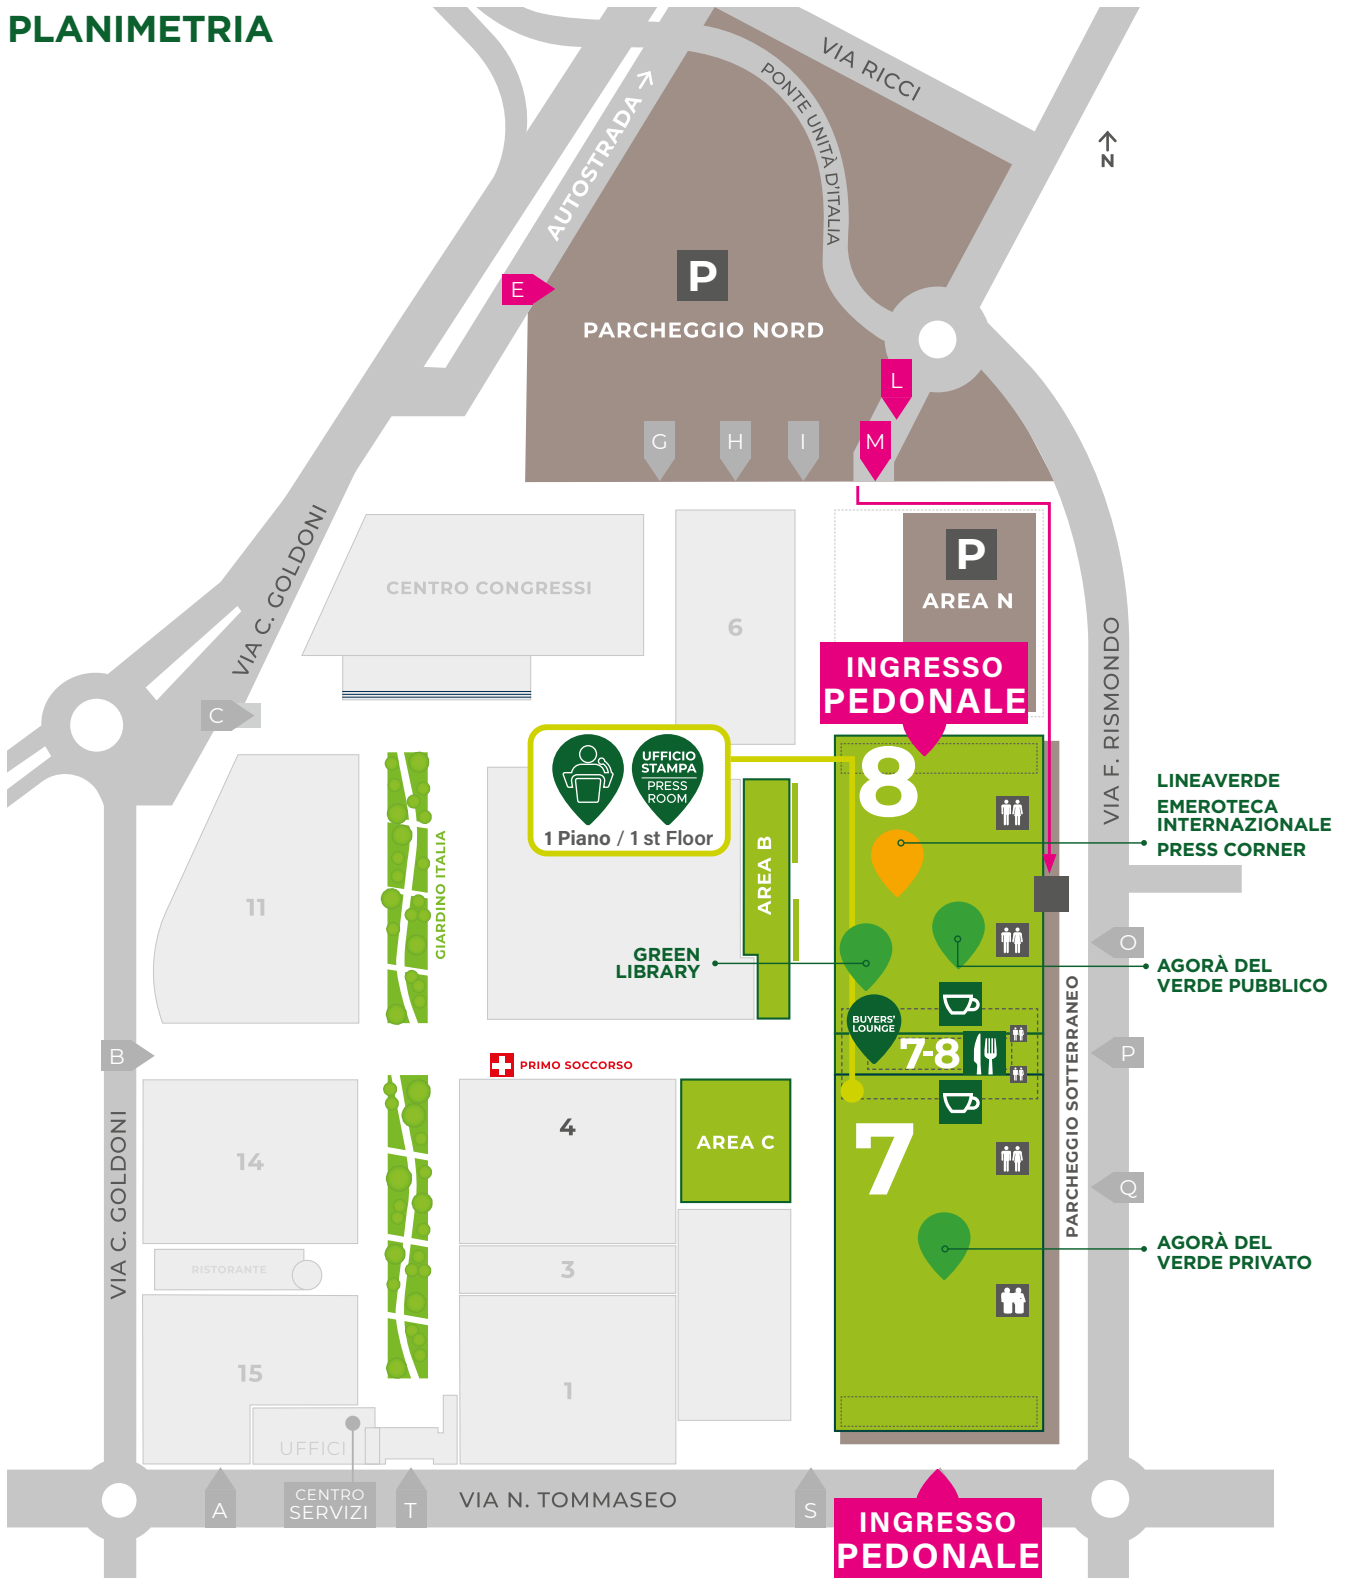 PLANIMETRIA
VIA RICCI
PONTE UNITÀ D'ITALIA
AUTOSTRADA
N
E
P
PARCHEGGIO NORD
L
G
H
I
M
VIA C. GOLDONI
CENTRO CONGRESSI
6
P
AREA N
INGRESSO
PEDONALE
VIA F. RISMONDO
C
UFFICIO
STAMPA
PRESS
ROOM
1 Piano / 1 st Floor
8
LINEAVERDE
EMEROTECA
INTERNAZIONALE
PRESS CORNER
AREA B
GIARDINO ITALIA
11
GREEN
LIBRARY
O
AGORÀ DEL
VERDE PUBBLICO
BUYERS'
LOUNGE
7-8
B
PRIMO SOCCORSO
P
PARCHEGGIO SOTTERRANEO
4
AREA C
7
14
VIA C. GOLDONI
Q
AGORÀ DEL
VERDE PRIVATO
RISTORANTE
3
15
1
UFFICI
A
CENTRO
SERVIZI
T
VIA N. TOMMASEO
S
INGRESSO
PEDONALE